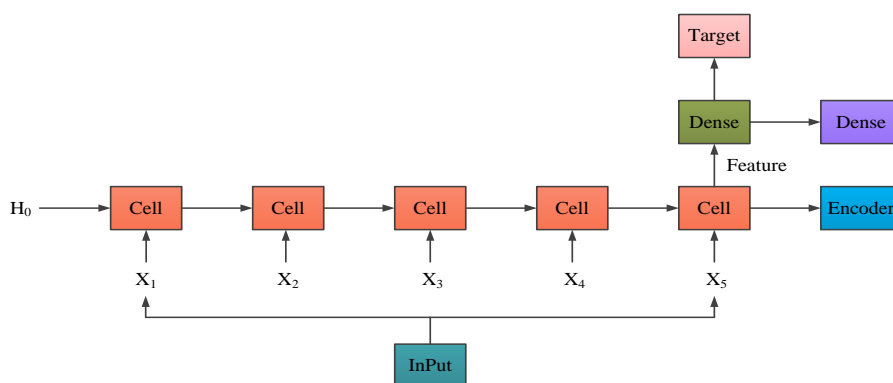 Target
Dense
Dense
Feature
H₀
Cell
Cell
Cell
Cell
Cell
Encoder
X₁
X₂
X₃
X₄
X₅
InPut